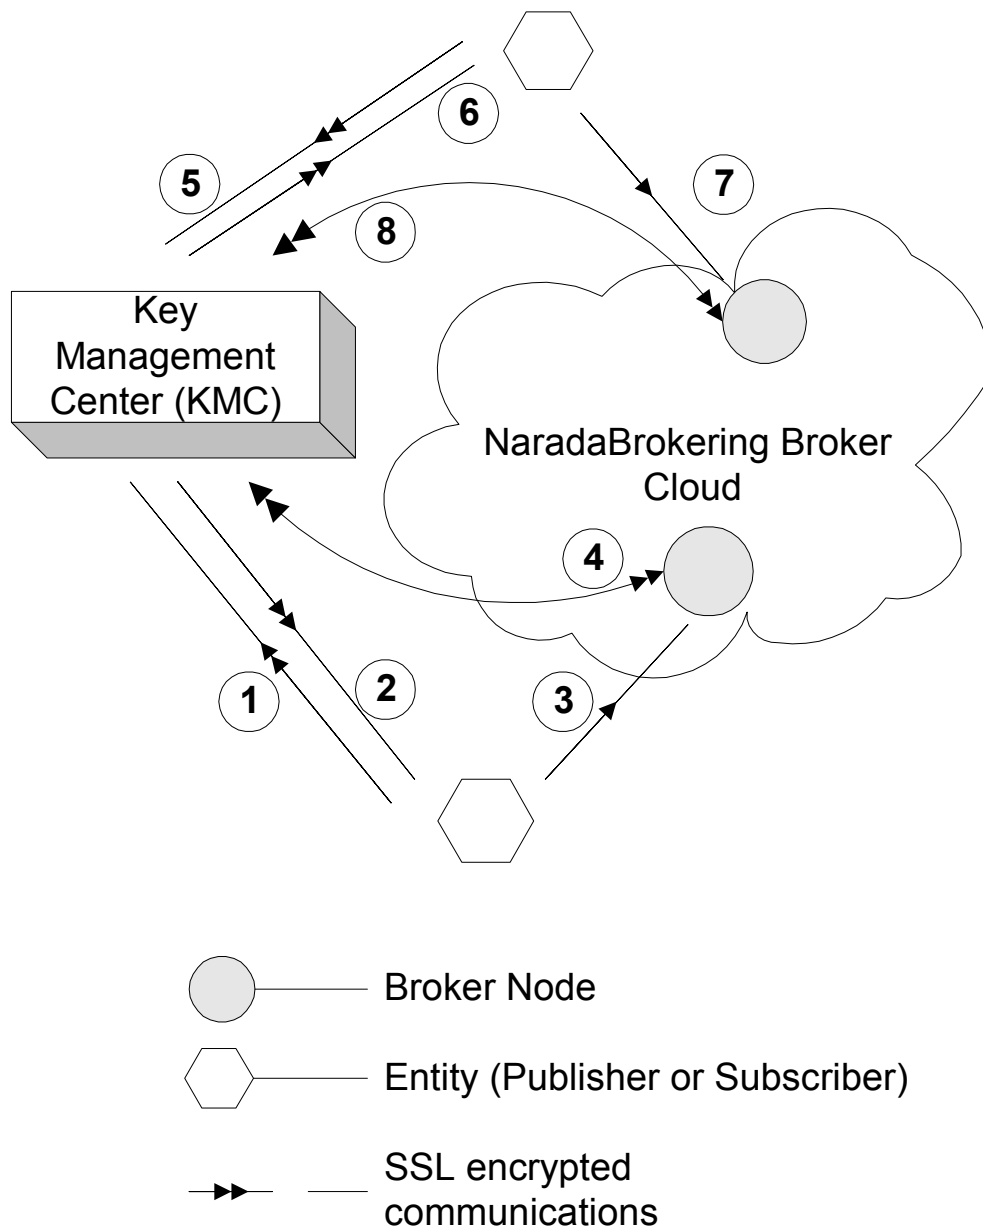 6
5
7
8
Key
Management
Center (KMC)
NaradaBrokering Broker
Cloud
4
1
2
3
Broker Node
Entity (Publisher or Subscriber)
SSL encrypted
communications